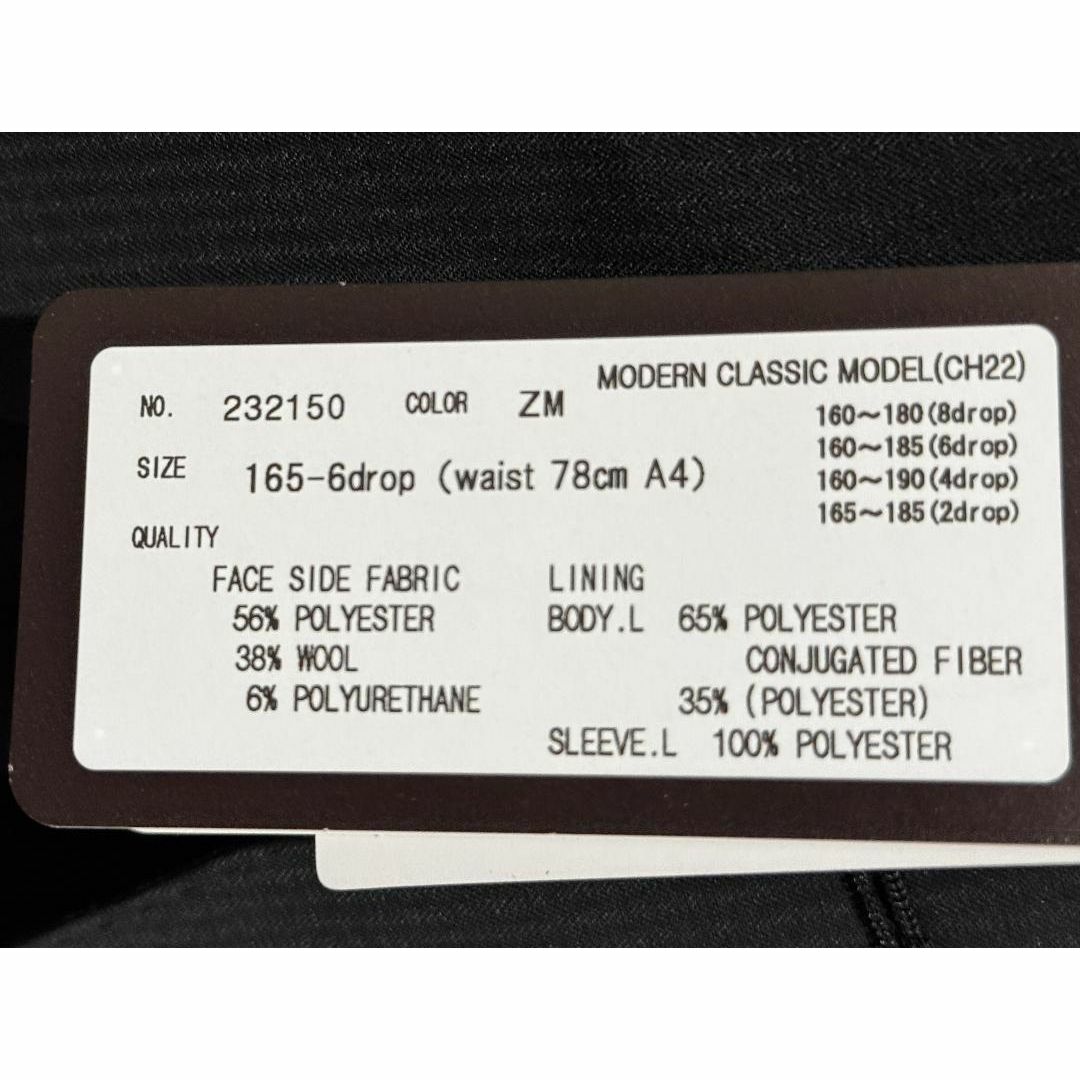 MODERN CLASSIC MODEL(CH22)
NO. 232150 COLOR ZM
160～180(8drop)
160～185(6drop)
SIZE 165-6drop (waist 78cm A4)
160～190(4drop)
165～185(2drop)
QUALITY
FACE SIDE FABRIC LINING
56% POLYESTER BODY.L 65% POLYESTER
38% WOOL CONJUGATED FIBER
6% POLYURETHANE 35% (POLYESTER)
SLEEVE.L 100% POLYESTER